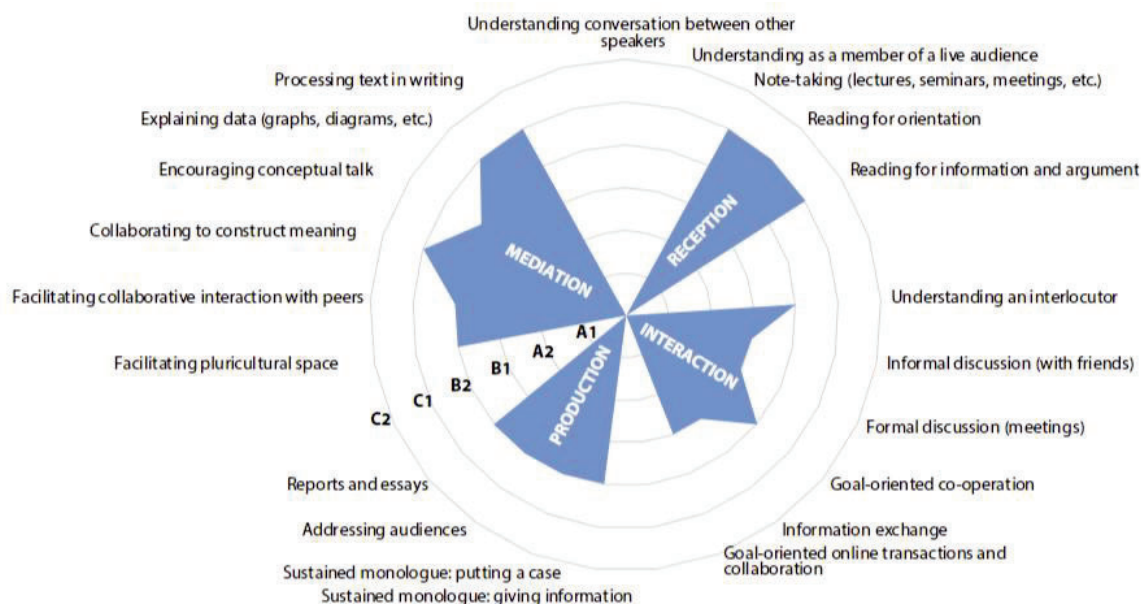 Understanding conversation between other
speakers
Understanding as a member of a live audience
Processing text in writing
Note-taking (lectures, seminars, meetings, etc.)
Explaining data (graphs, diagrams, etc.)
Reading for orientation
Encouraging conceptual talk
Reading for information and argument
RECEPTION
Collaborating to construct meaning
MEDIATION
Facilitating collaborative interaction with peers
Understanding an interlocutor
A1
INTERACTION
A2
Facilitating pluricultural space
Informal discussion (with friends)
B1
B2
PRODUCTION
C1
C2
Formal discussion (meetings)
Reports and essays
Goal-oriented co-operation
Addressing audiences
Information exchange
Goal-oriented online transactions and
collaboration
Sustained monologue: putting a case
Sustained monologue: giving information